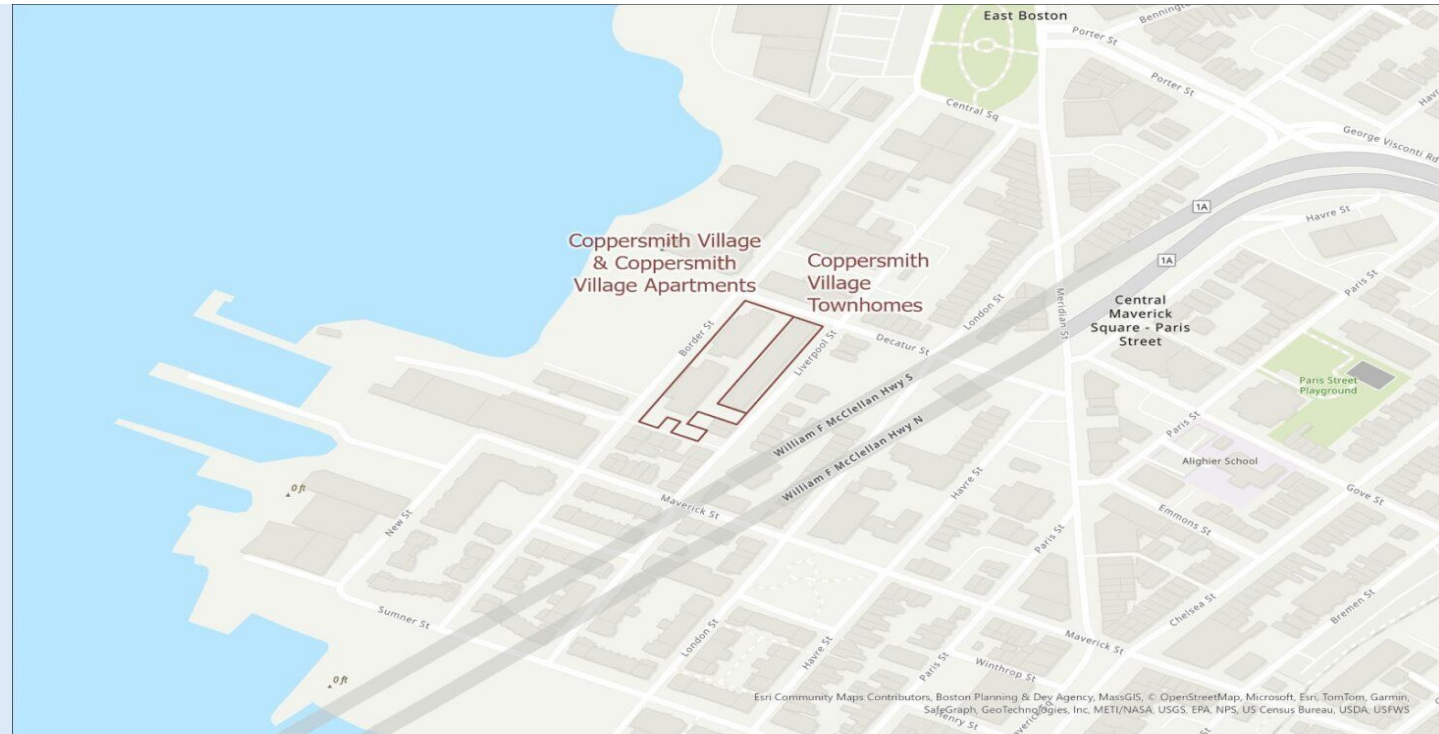 East Boston
Bennington
Porter St
Porter St
Central Sq
George Visconti Rd
1A
Havre St
Coppersmith Village
& Coppersmith
Village Apartments
Coppersmith
Village
Townhomes
1A
Paris St
London St
Meridian St
Central
Maverick
Square - Paris
Street
Border St
Liverpool St
Decatur St
William F McClellan Hwy S
Paris Street
Playground
Paris St
William F McClellan Hwy N
Alighier School
Havre St
Gove St
0 ft
Maverick St
Emmons St
New St
Paris St
Chelsea St
Bremen St
Sumner St
London St
Havre St
Maverick St
Paris St
Winthrop St
0 ft
Esri Community Maps Contributors, Boston Planning & Dev Agency, MassGIS, © OpenStreetMap, Microsoft, Esri, TomTom, Garmin,
SafeGraph, GeoTechnologies, Inc, METI/NASA, USGS, EPA, NPS, US Census Bureau, USDA, USFWS
Henry St